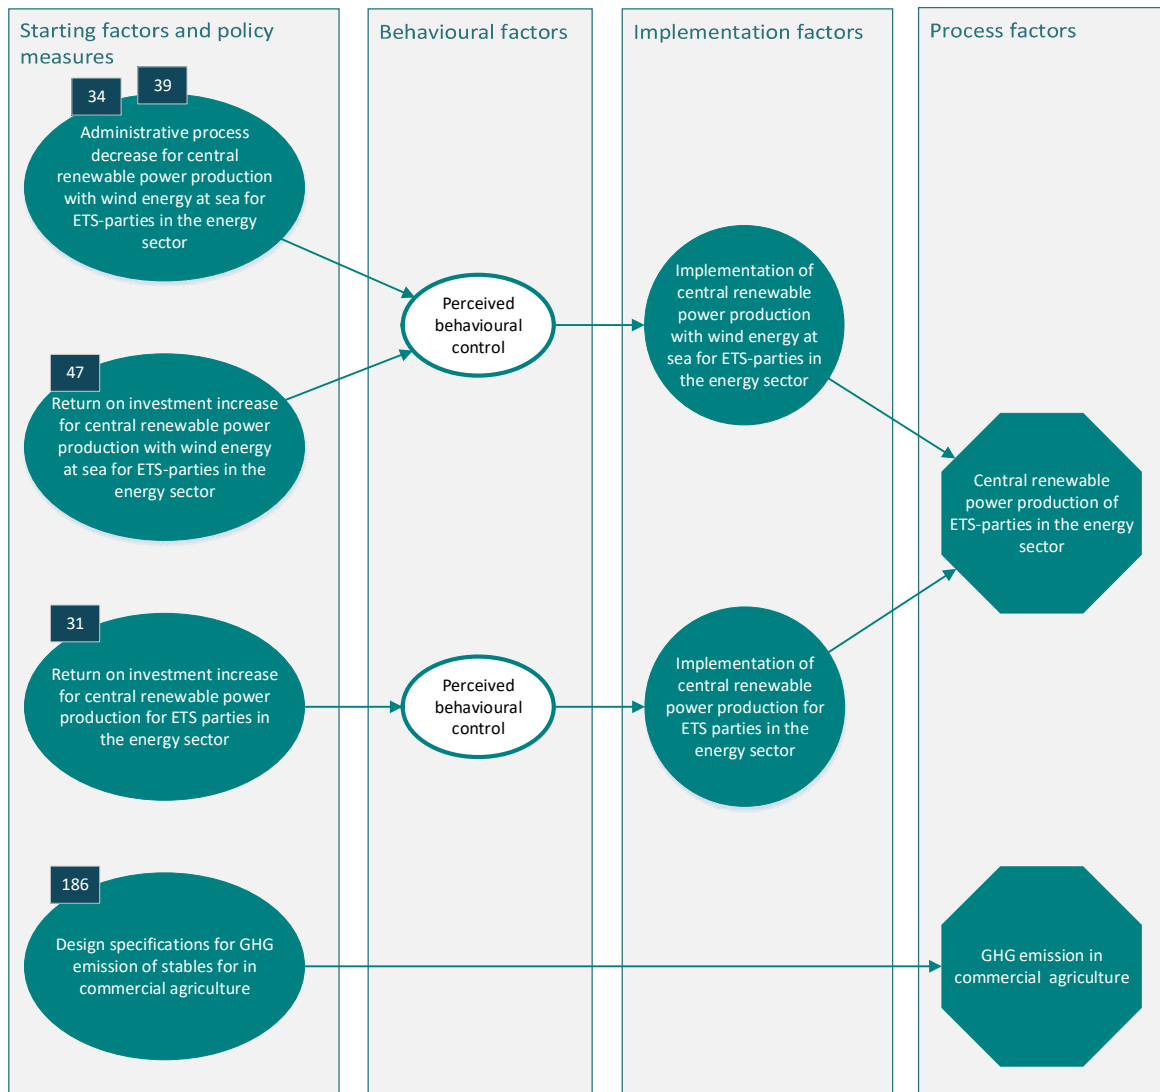 Starting factors and policy
measures
Behavioural factors
Implementation factors
Process factors
34
39
Administrative process
decrease for central
renewable power production
with wind energy at sea for
ETS-parties in the energy
sector
Perceived
behavioural
control
Implementation of
central renewable
power production
with wind energy at
sea for ETS-parties in
the energy sector
47
Return on investment increase
for central renewable power
production with wind energy
at sea for ETS-parties in the
energy sector
Central renewable
power production of
ETS-parties in the energy
sector
31
Return on investment increase
for central renewable power
production for ETS parties in
the energy sector
Perceived
behavioural
control
Implementation of
central renewable
power production for
ETS parties in the
energy sector
186
Design specifications for GHG
emission of stables for in
commercial agriculture
GHG emission in
commercial agriculture